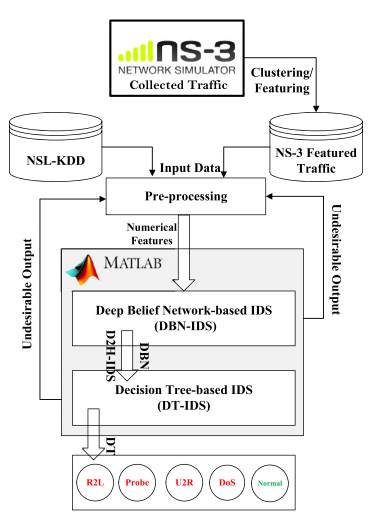 NS-3
NETWORK SIMULATOR
Collected Traffic
Clustering/
Featuring
NSL-KDD
NS-3 Featured
Traffic
Input Data
Pre-processing
Numerical
Features
Undesirable Output
Undesirable Output
MATLAB
Deep Belief Network-based IDS
(DBN-IDS)
DBN
D2H-IDS
Decision Tree-based IDS
(DT-IDS)
DT
R2L
Probe
U2R
DoS
Normal